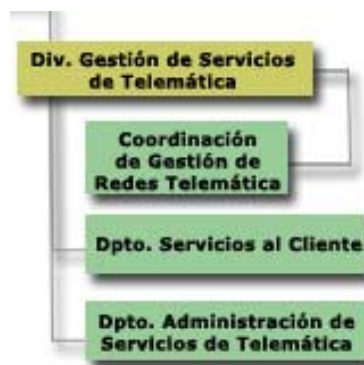 Div. Gestión de Servicios
de Telemática
Coordinación
de Gestión de
Redes Telemática
Dpto. Servicios al Cliente
Dpto. Administración de
Servicios de Telemática